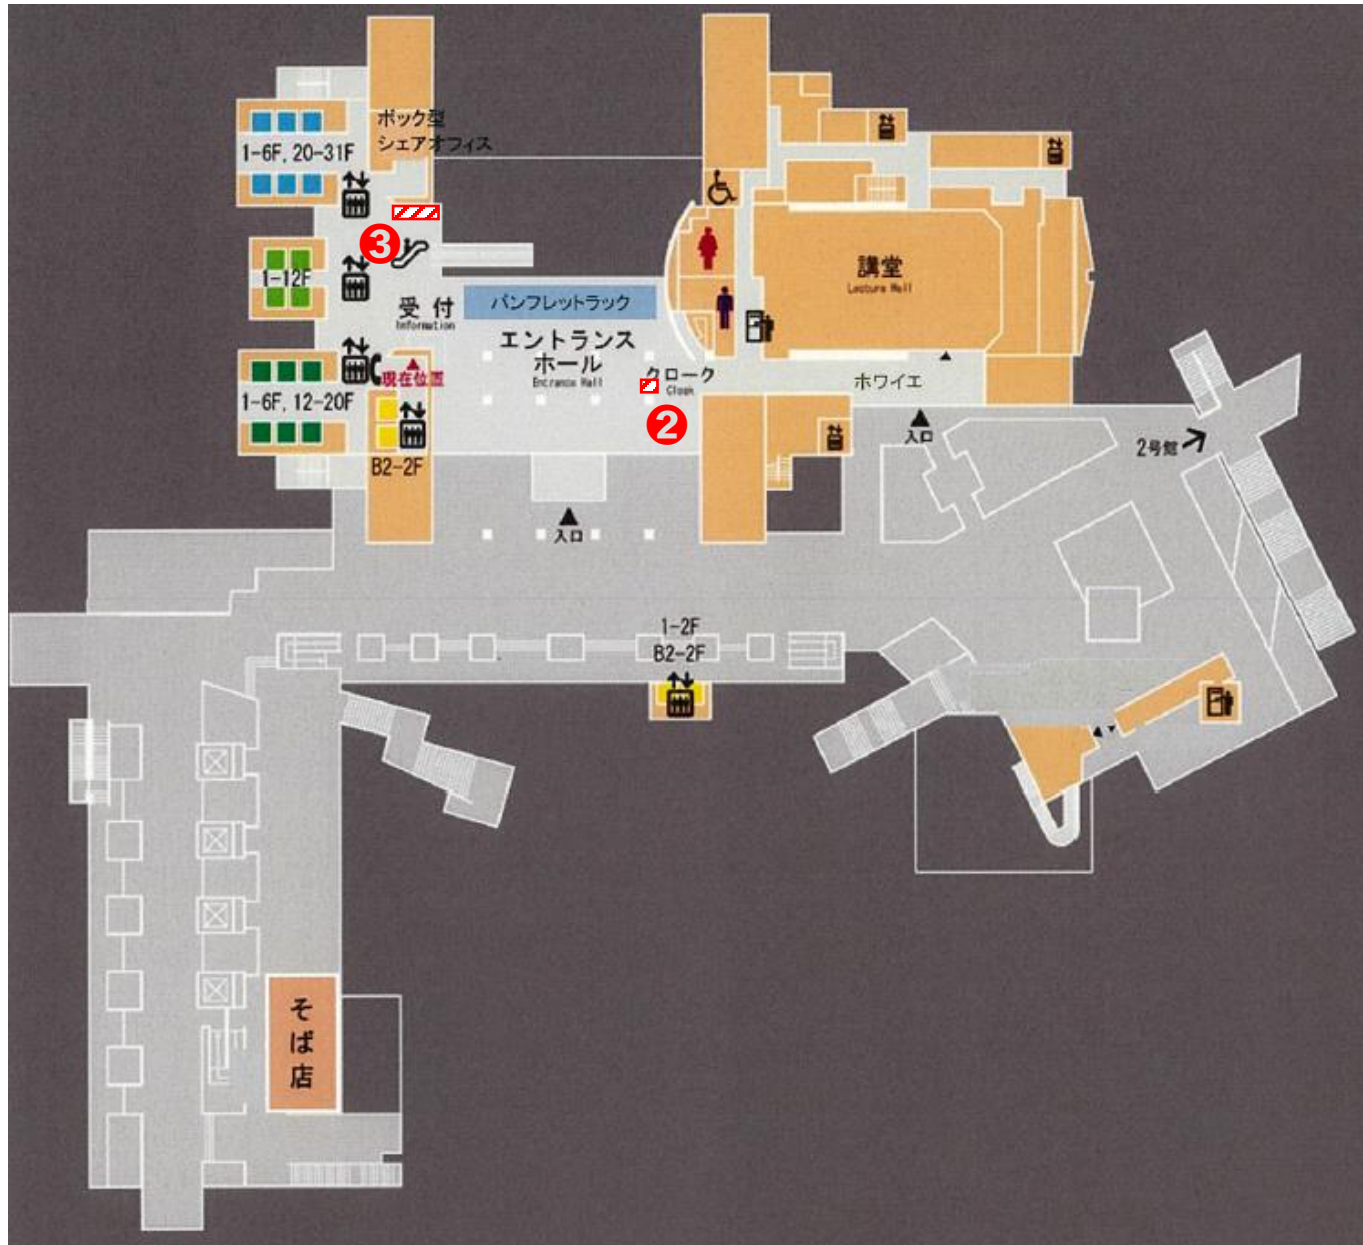 ボック型
シェアオフィス
1-6F, 20-31F
❸
1-12F
受付
Information
パンフレットラック
エントランス
ホール
Entrance Hall
講堂
Lecture Hall
現在位置
クローク
Cloak
❷
ホワイエ
1-6F, 12-20F
B2-2F
入口
2号館
入口
1-2F
B2-2F
そば店